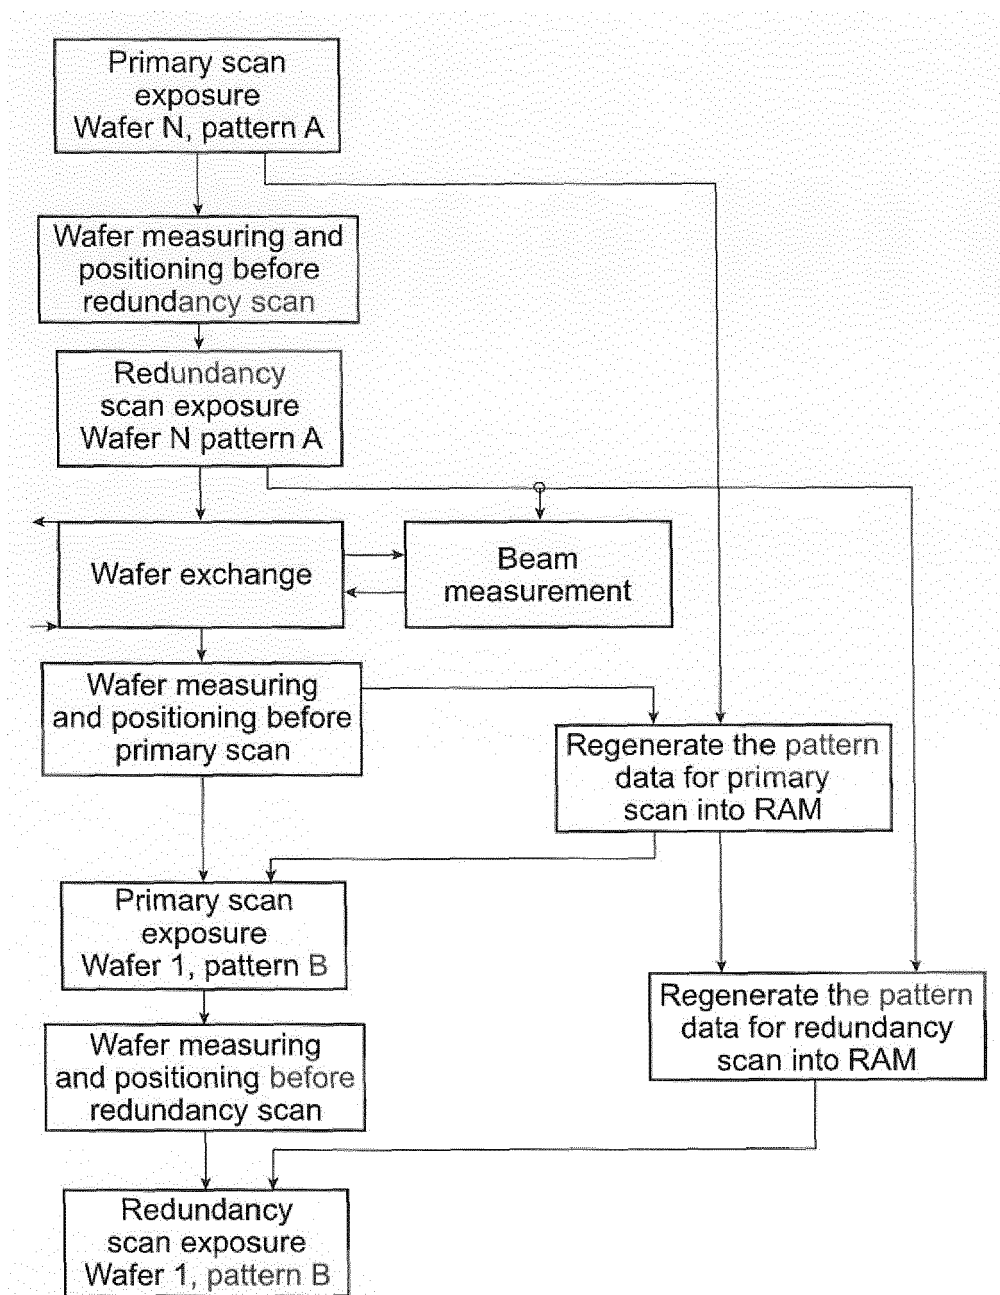 Primary scan
exposure
Wafer N, pattern A
Wafer measuring and
positioning before
redundancy scan
Redundancy
scan exposure
Wafer N pattern A
Wafer exchange
Beam
measurement
Wafer measuring
and positioning before
primary scan
Regenerate the pattern
data for primary
scan into RAM
Primary scan
exposure
Wafer 1, pattern B
Regenerate the pattern
data for redundancy
scan into RAM
Wafer measuring
and positioning before
redundancy scan
Redundancy
scan exposure
Wafer 1, pattern B